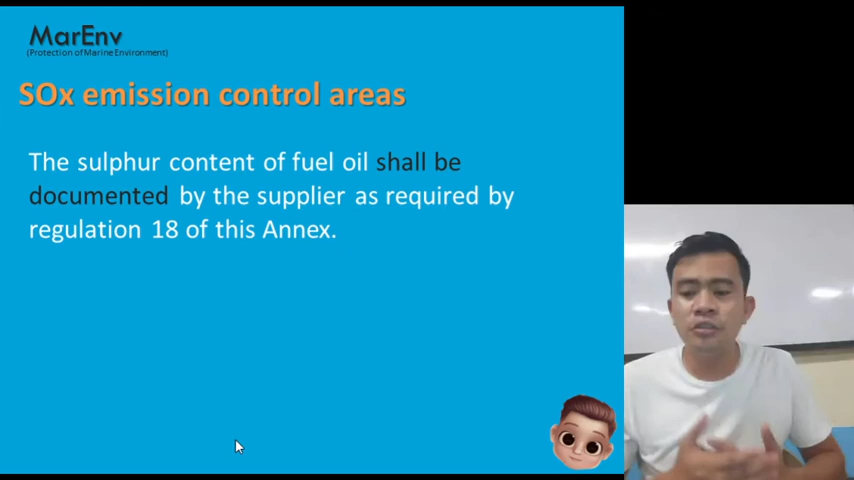 MarEnv
(Protection of Marine Environment)
SOx emission control areas
The sulphur content of fuel oil shall be
documented by the supplier as required by
regulation 18 of this Annex.